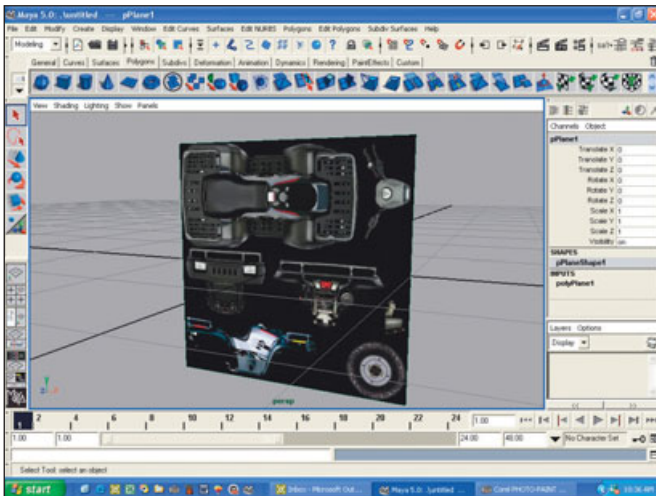 Maya 5.0: .\untitled --- pPlane1
File Edit Modify Create Display Window Edit Curves Surfaces Edit NURBS Polygons Edit Polygons Subdiv Surfaces Help
Modeling
General Curves Surfaces Polygons Subdivs Deformation Animation Dynamics Rendering PaintEffects Custom
View Shading Lighting Show Panels
Channels Object
pPlane1
Translate X 0
Translate Y 0
Translate Z 0
Rotate X 0
Rotate Y 0
Rotate Z 0
Scale X 1
Scale Y 1
Scale Z 1
Visibility on
SHAPES
pPlaneShape1
INPUTS
polyPlane1
Layers Options
Display
persp
1 2 4 6 8 10 12 14 16 18 20 22 24 1.00
1.00 1.00 24.00 48.00 No Character Set
Select Tool: select an object
start Inbox - Microsoft Out... Maya 5.0: .\untitled ... Corel PHOTO-PAINT ... 10:36 AM